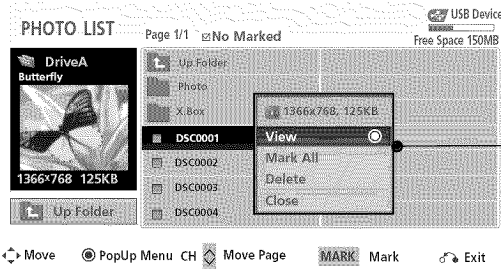 PHOTO LIST
Page 1/1 No Marked
USB Device
Free Space 150MB
DriveA
Butterfly
1366x768 125KB
Up Folder
Up Folder
Photo
X.Box
DSC0001
DSC0002
DSC0003
DSC0004
1366x768, 125KB
View
Mark All
Delete
Close
Move
PopUp Menu
CH
Move Page
MARK
Mark
Exit